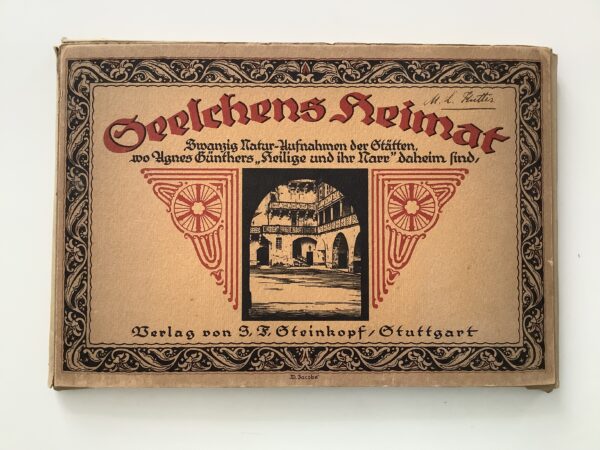 Seelchens Heimat
Zwanzig Natur-Aufnahmen der Stätten,
wo Agnes Günthers „Heilige und ihr Narr" daheim sind,
Verlag von J. F. Steinkopf / Stuttgart